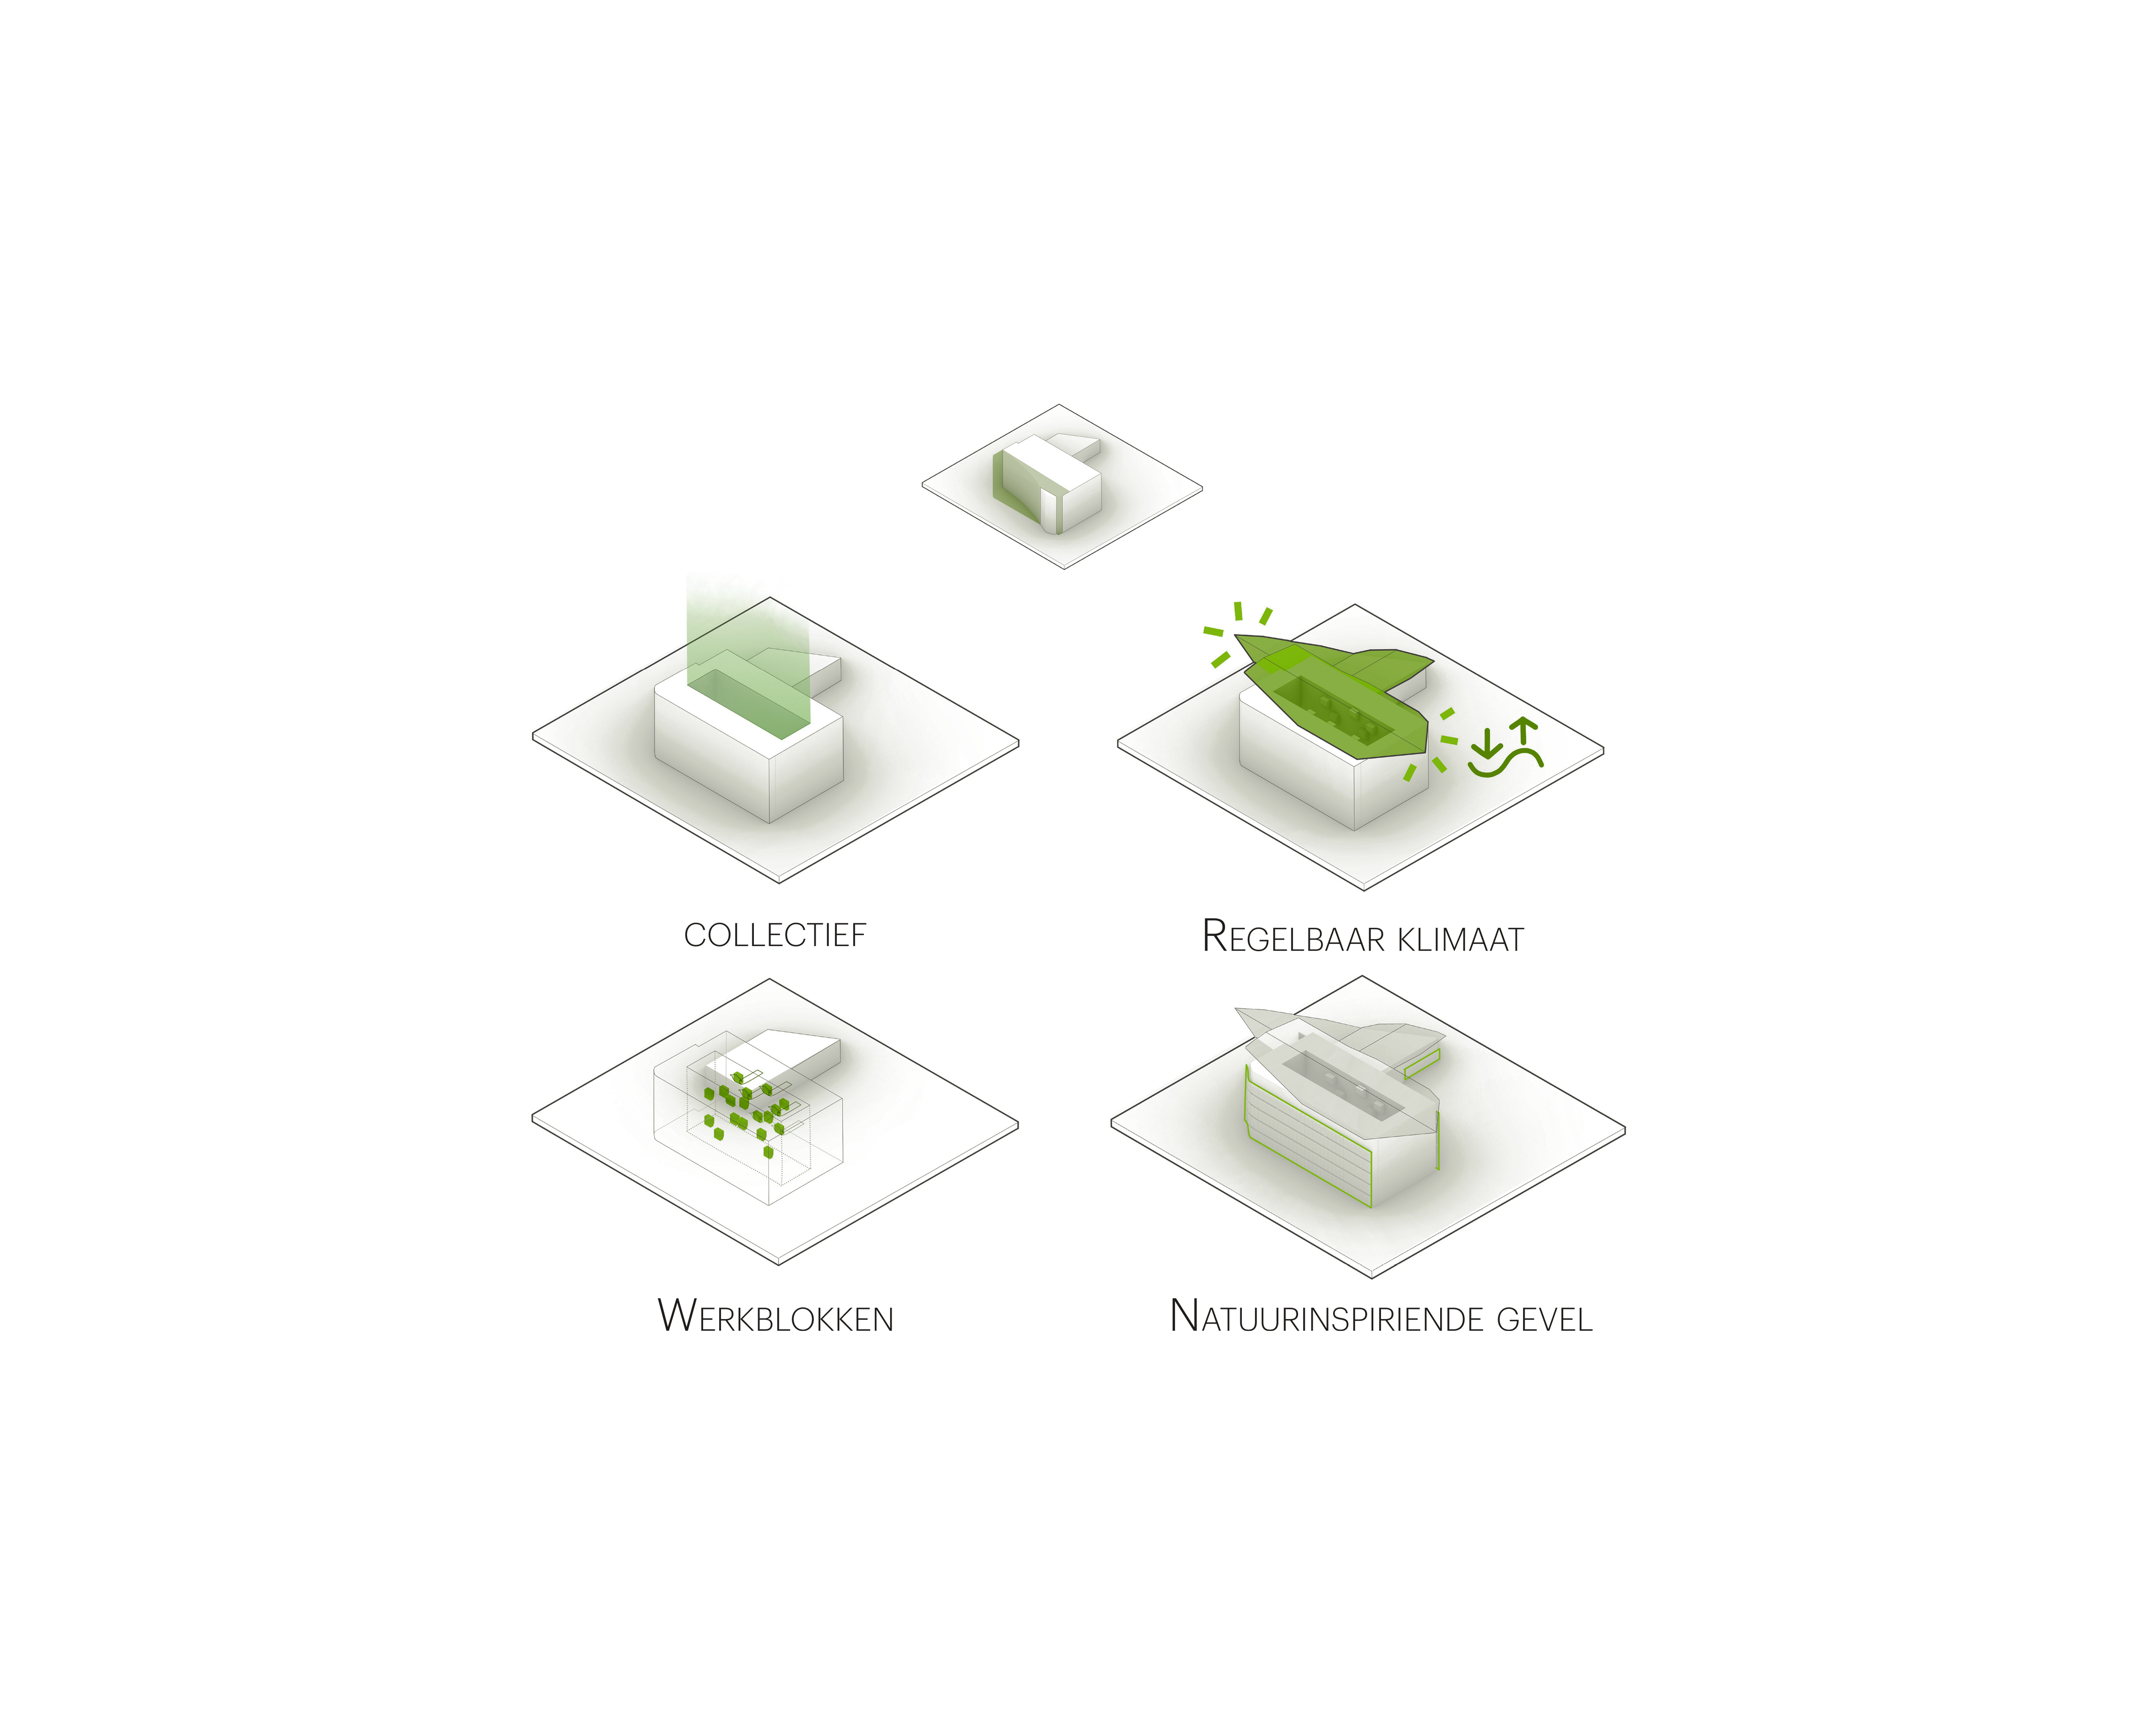 COLLECTIEF
REGELBAAR KLIMAAT
WERKBLOKKEN
NATUURINSPIRIENDE GEVEL